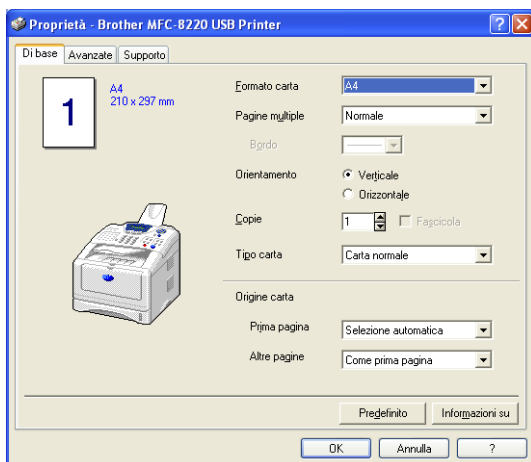 Proprietà - Brother MFC-8220 USB Printer
Di base Avanzate Supporto
1
A4
210 x 297 mm
Formato carta A4
Pagine multiple Normale
Bordo
Orientamento Verticale
Orizzontale
Copie 1 Fascicola
Tipo carta Carta normale
Origine carta
Prima pagina Selezione automatica
Altre pagine Come prima pagina
Predefinito Informazioni su
OK Annulla ?